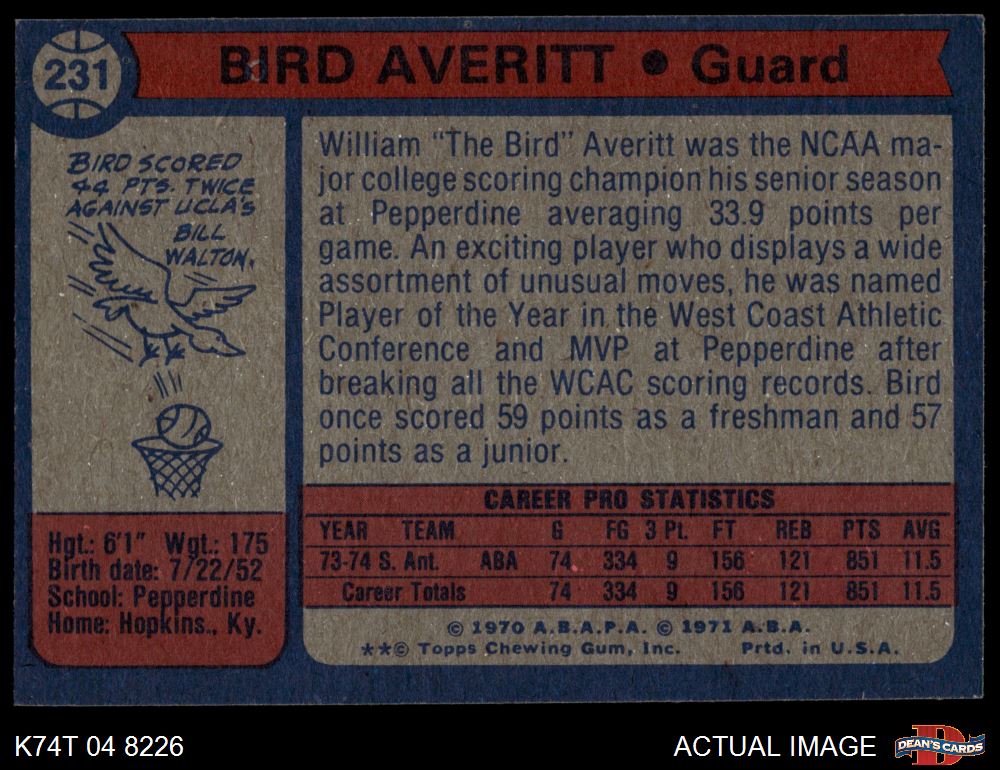 231
BIRD AVERITT • Guard
BIRD SCORED
44 PTS. TWICE
AGAINST UCLA'S
BILL
WALTON.
William "The Bird" Averitt was the NCAA ma-
jor college scoring champion his senior season
at Pepperdine averaging 33.9 points per
game. An exciting player who displays a wide
assortment of unusual moves, he was named
Player of the Year in the West Coast Athletic
Conference and MVP at Pepperdine after
breaking all the WCAC scoring records. Bird
once scored 59 points as a freshman and 57
points as a junior.
Hgt.: 6'1" Wgt.: 175
Birth date: 7/22/52
School: Pepperdine
Home: Hopkins., Ky.
CAREER PRO STATISTICS
YEAR TEAM G FG 3 Pt. FT REB PTS AVG
73-74 S. Ant. ABA 74 334 9 156 121 851 11.5
Career Totals 74 334 9 156 121 851 11.5
© 1970 A.B.A.P.A. © 1971 A.B.A.
**© Topps Chewing Gum, Inc. Prtd. in U.S.A.
K74T 04 8226
ACTUAL IMAGE
DEAN'S CARDS